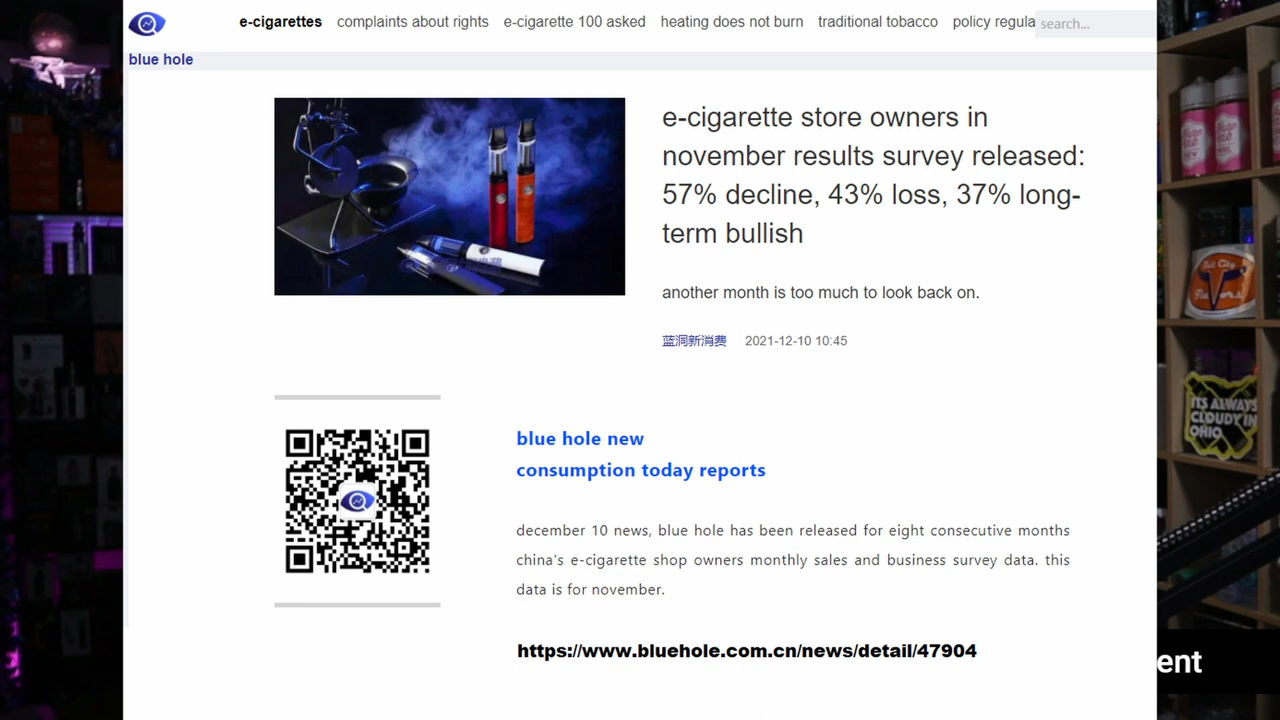 e-cigarettes complaints about rights e-cigarette 100 asked heating does not burn traditional tobacco policy regula search...
blue hole
e-cigarette store owners in
november results survey released:
57% decline, 43% loss, 37% long-
term bullish
another month is too much to look back on.
蓝洞新消费 2021-12-10 10:45
blue hole new
consumption today reports
december 10 news, blue hole has been released for eight consecutive months
china's e-cigarette shop owners monthly sales and business survey data. this
data is for november.
https://www.bluehole.com.cn/news/detail/47904
ent
ITS ALWAYS
CLOUDY IN
OHIO